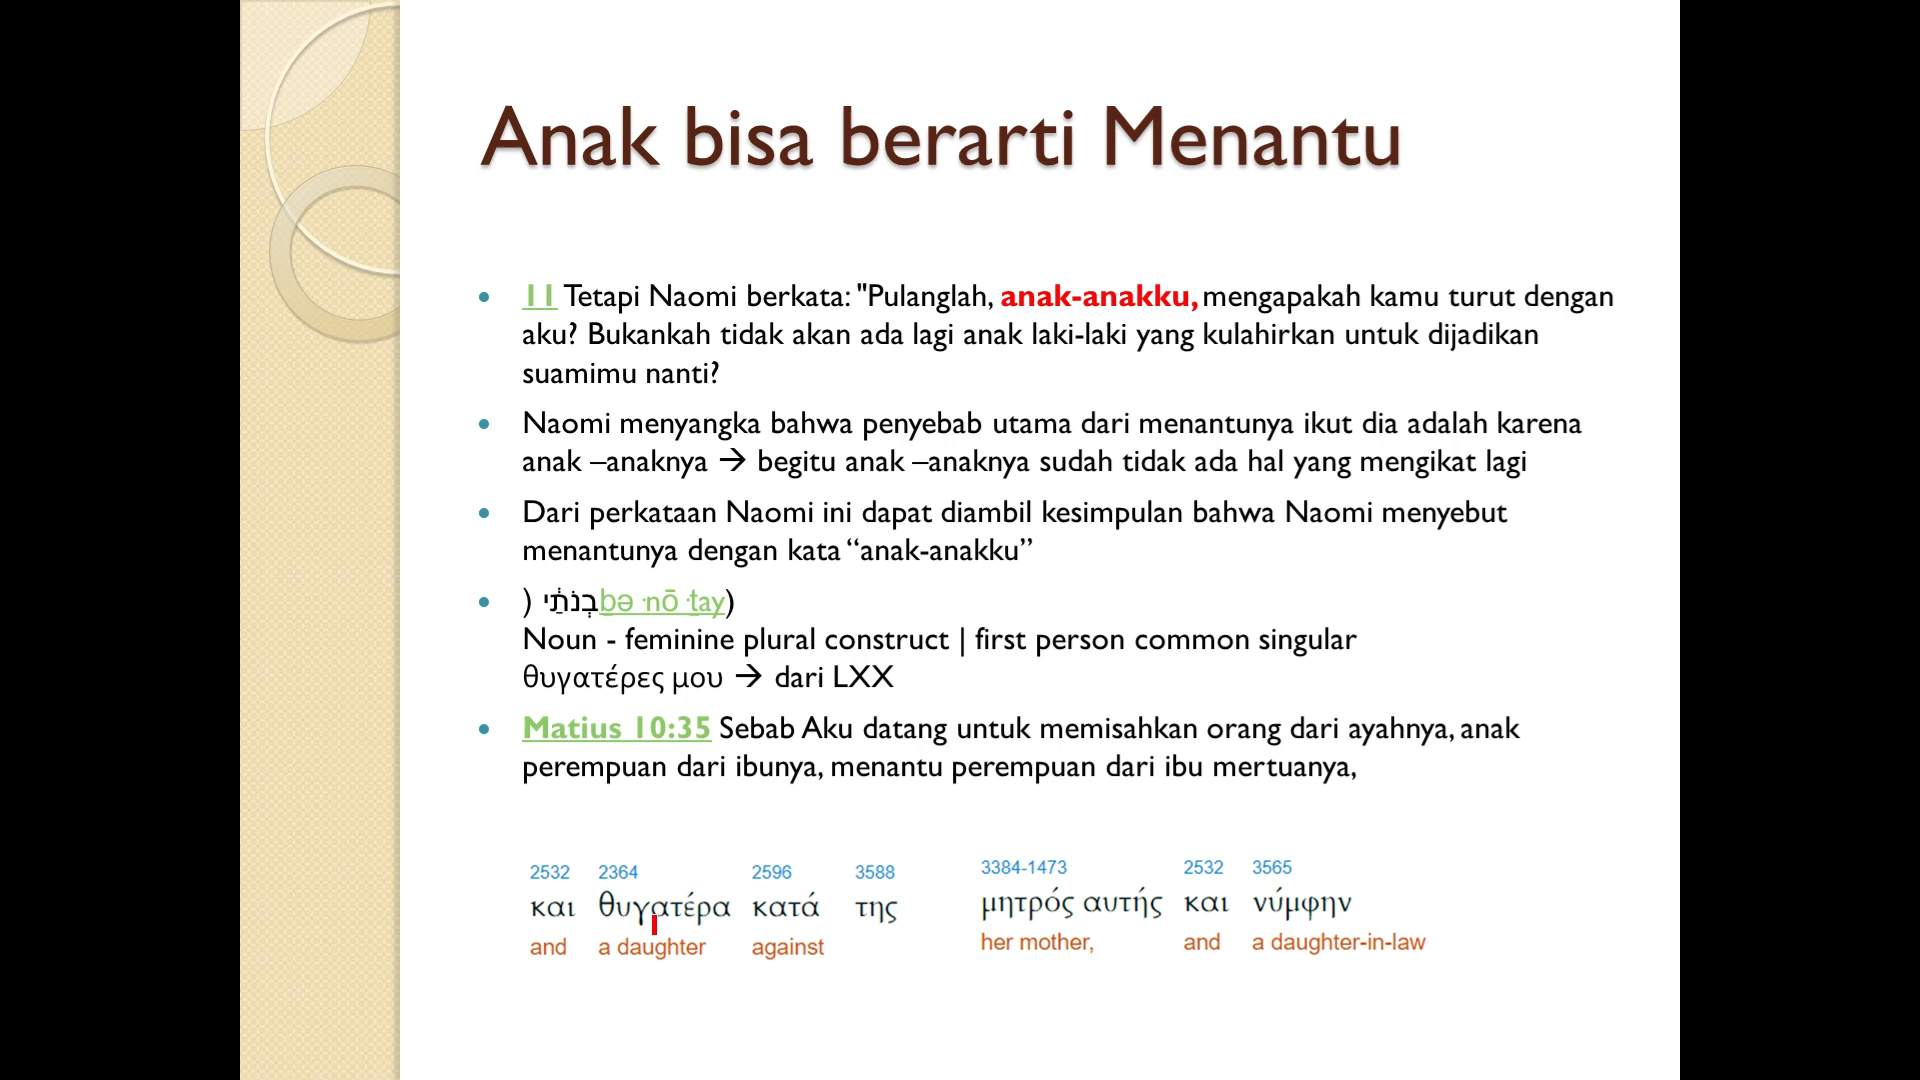 Anak bisa berarti Menantu
11 Tetapi Naomi berkata: "Pulanglah, anak-anakku, mengapakah kamu turut dengan
aku? Bukankah tidak akan ada lagi anak laki-laki yang kulahirkan untuk dijadikan
suamimu nanti?
Naomi menyangka bahwa penyebab utama dari menantunya ikut dia adalah karena
anak –anaknya → begitu anak –anaknya sudah tidak ada hal yang mengikat lagi
Dari perkataan Naomi ini dapat diambil kesimpulan bahwa Naomi menyebut
menantunya dengan kata “anak-anakku”
) בְנֹתַ֔י ḇə·nō·ṯay)
Noun - feminine plural construct | first person common singular
θυγατέρες μου → dari LXX
Matius 10:35 Sebab Aku datang untuk memisahkan orang dari ayahnya, anak
perempuan dari ibunya, menantu perempuan dari ibu mertuanya,
2532 2364 2596 3588 3384-1473 2532 3565
και θυγατέρα κατά της μητρός αυτής και νύμφην
and a daughter against her mother, and a daughter-in-law